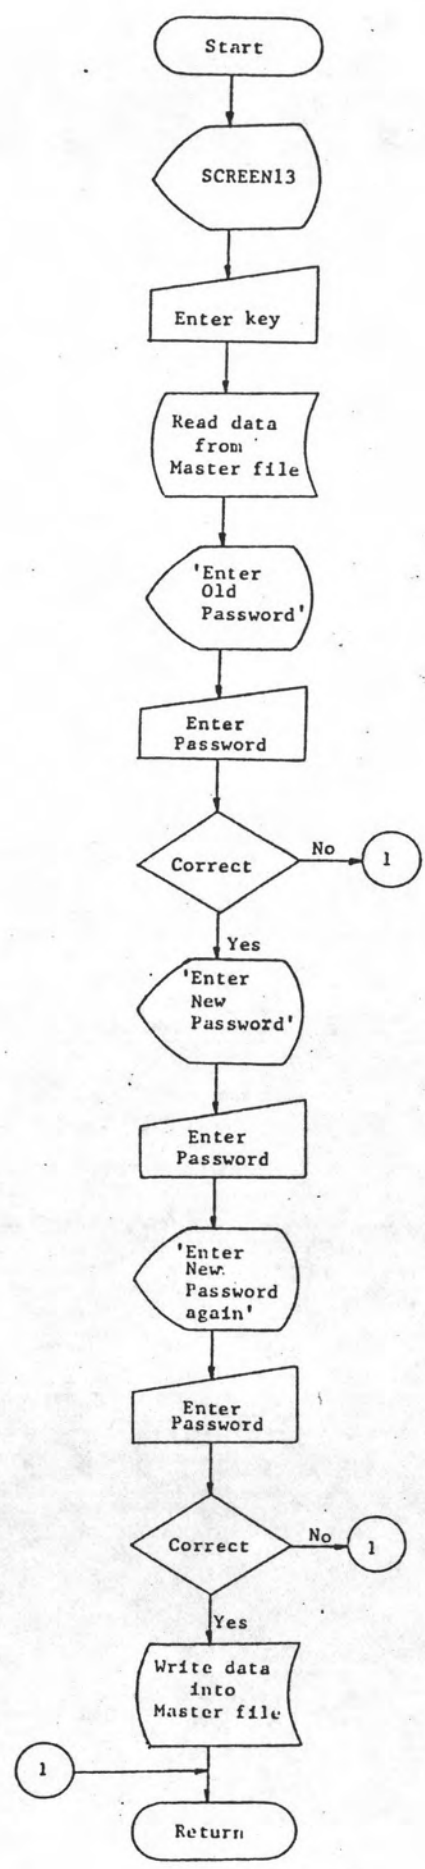 Start
SCREEN13
Enter key
Read data
from
Master file
'Enter
Old
Password'
Enter
Password
Correct
No
1
Yes
'Enter
New
Password'
Enter
Password
'Enter
New
Password
again'
Enter
Password
Correct
No
1
Yes
Write data
into
Master file
1
Return